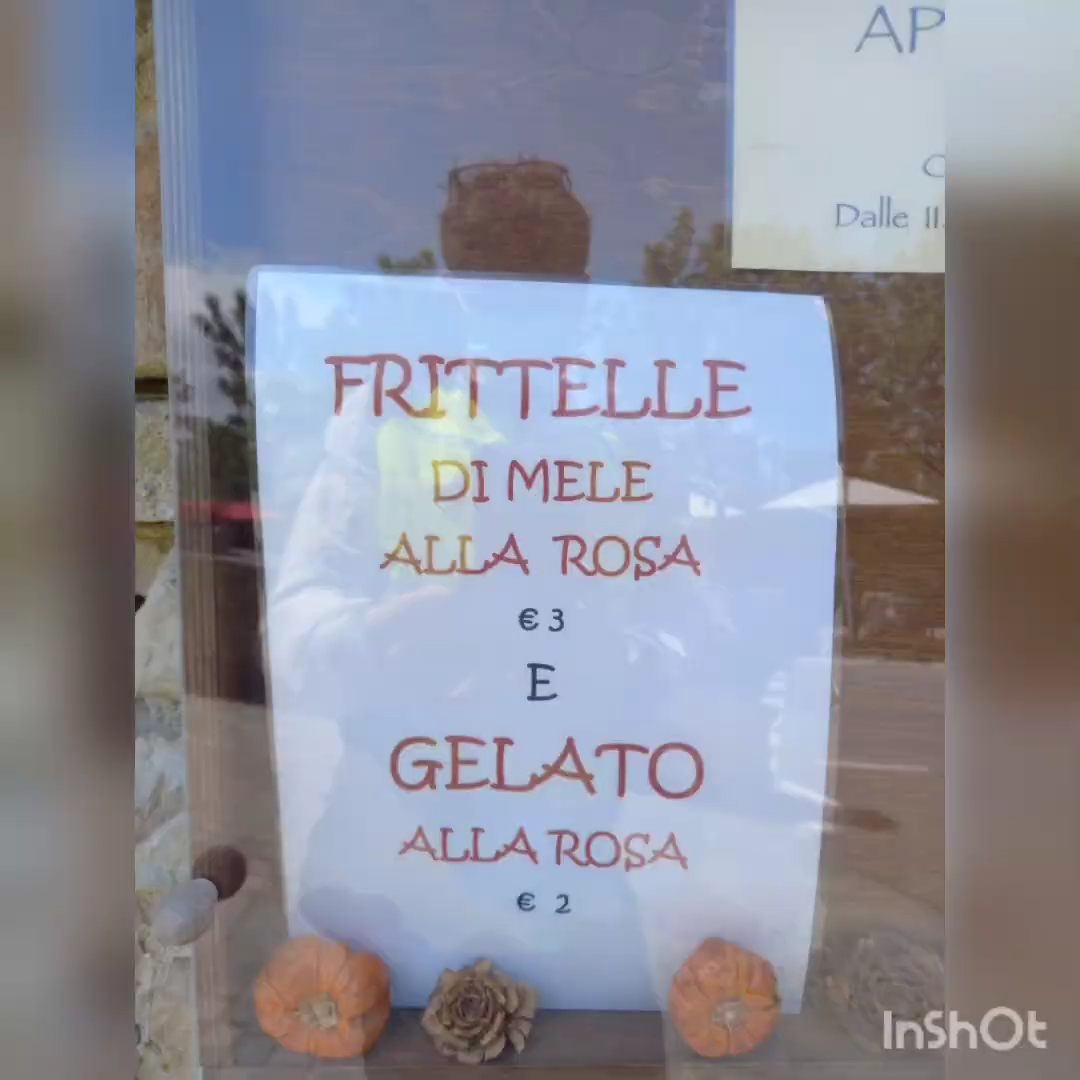 AP
Dalle 11.
FRITTELLE
DI MELE
ALLA ROSA
€ 3
E
GELATO
ALLA ROSA
€ 2
InShOt